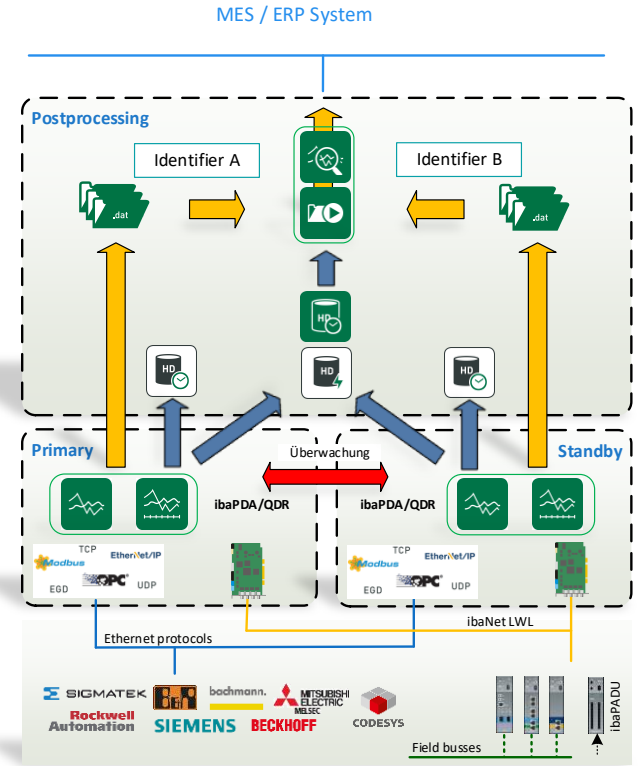 MES / ERP System
Postprocessing
Identifier A
Identifier B
.dat
.dat
HD
HD
HD
HD
Primary
Überwachung
Standby
ibaPDA/QDR
ibaPDA/QDR
TCP
Modbus
EtherNet/IP
OPC
EGD
UDP
TCP
Modbus
EtherNet/IP
OPC
EGD
UDP
ibaNet LWL
Ethernet protocols
SIGMATEK
B&R
bachmann.
MITSUBISHI
ELECTRIC
MELSEC
CODESYS
Rockwell
Automation
SIEMENS
BECKHOFF
ibaPADU
Field busses